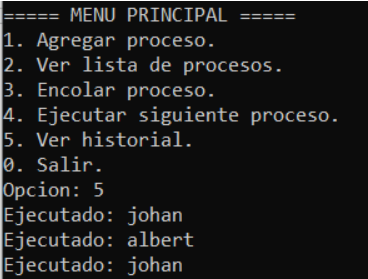 ===== MENU PRINCIPAL =====
1. Agregar proceso.
2. Ver lista de procesos.
3. Encolar proceso.
4. Ejecutar siguiente proceso.
5. Ver historial.
0. Salir.
Opcion: 5
Ejecutado: johan
Ejecutado: albert
Ejecutado: johan